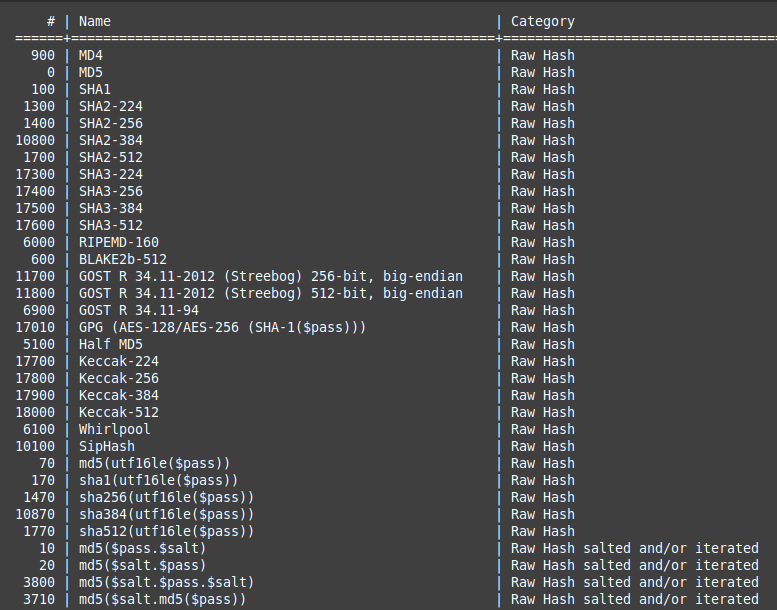 # | Name | Category
======+=====================================================+===================================
900 | MD4 | Raw Hash
0 | MD5 | Raw Hash
100 | SHA1 | Raw Hash
1300 | SHA2-224 | Raw Hash
1400 | SHA2-256 | Raw Hash
10800 | SHA2-384 | Raw Hash
1700 | SHA2-512 | Raw Hash
17300 | SHA3-224 | Raw Hash
17400 | SHA3-256 | Raw Hash
17500 | SHA3-384 | Raw Hash
17600 | SHA3-512 | Raw Hash
6000 | RIPEMD-160 | Raw Hash
600 | BLAKE2b-512 | Raw Hash
11700 | GOST R 34.11-2012 (Streebog) 256-bit, big-endian | Raw Hash
11800 | GOST R 34.11-2012 (Streebog) 512-bit, big-endian | Raw Hash
6900 | GOST R 34.11-94 | Raw Hash
17010 | GPG (AES-128/AES-256 (SHA-1($pass))) | Raw Hash
5100 | Half MD5 | Raw Hash
17700 | Keccak-224 | Raw Hash
17800 | Keccak-256 | Raw Hash
17900 | Keccak-384 | Raw Hash
18000 | Keccak-512 | Raw Hash
6100 | Whirlpool | Raw Hash
10100 | SipHash | Raw Hash
70 | md5(utf16le($pass)) | Raw Hash
170 | sha1(utf16le($pass)) | Raw Hash
1470 | sha256(utf16le($pass)) | Raw Hash
10870 | sha384(utf16le($pass)) | Raw Hash
1770 | sha512(utf16le($pass)) | Raw Hash
10 | md5($pass.$salt) | Raw Hash salted and/or iterated
20 | md5($salt.$pass) | Raw Hash salted and/or iterated
3800 | md5($salt.$pass.$salt) | Raw Hash salted and/or iterated
3710 | md5($salt.md5($pass)) | Raw Hash salted and/or iterated